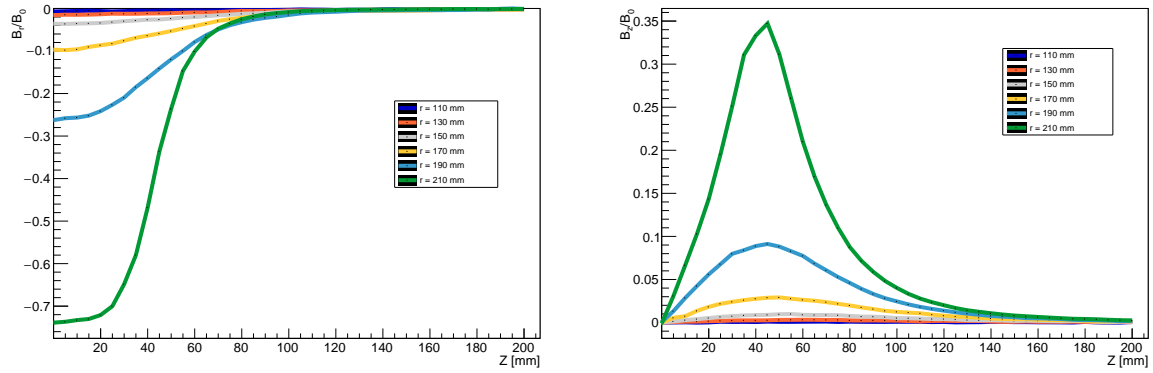 B_r/B_0
0
−0.1
−0.2
−0.3
−0.4
−0.5
−0.6
−0.7
20 40 60 80 100 120 140 160 180 200
Z [mm]
r = 110 mm
r = 130 mm
r = 150 mm
r = 170 mm
r = 190 mm
r = 210 mm
B_z/B_0
0.35
0.3
0.25
0.2
0.15
0.1
0.05
0
20 40 60 80 100 120 140 160 180 200
Z [mm]
r = 110 mm
r = 130 mm
r = 150 mm
r = 170 mm
r = 190 mm
r = 210 mm